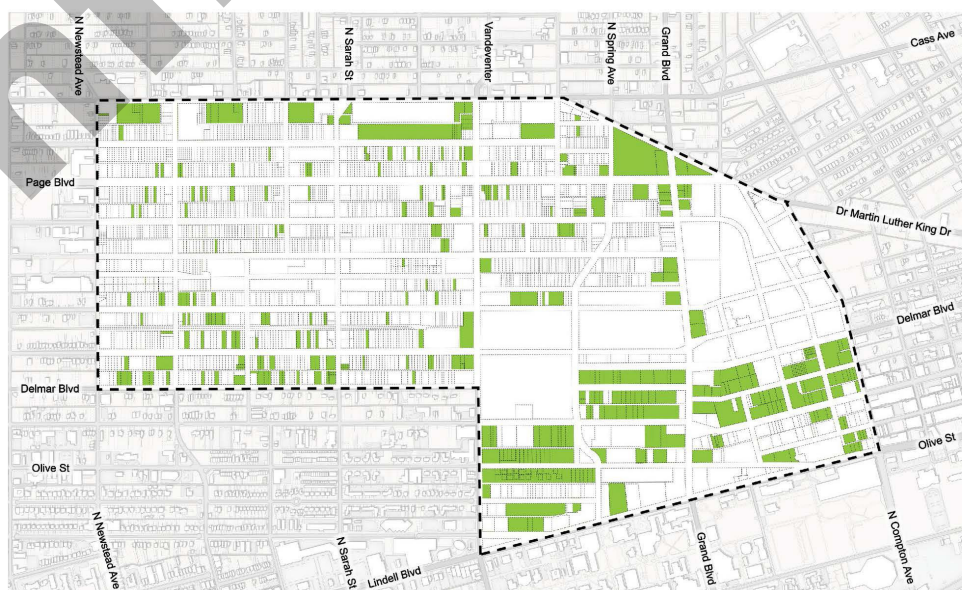 N Newstead Ave
N Sarah St
Vandeventer
N Spring Ave
Grand Blvd
Cass Ave
Page Blvd
Dr Martin Luther King Dr
Delmar Blvd
Delmar Blvd
Olive St
Olive St
N Newstead Ave
N Sarah St
Lindell Blvd
Grand Blvd
N Compton Ave